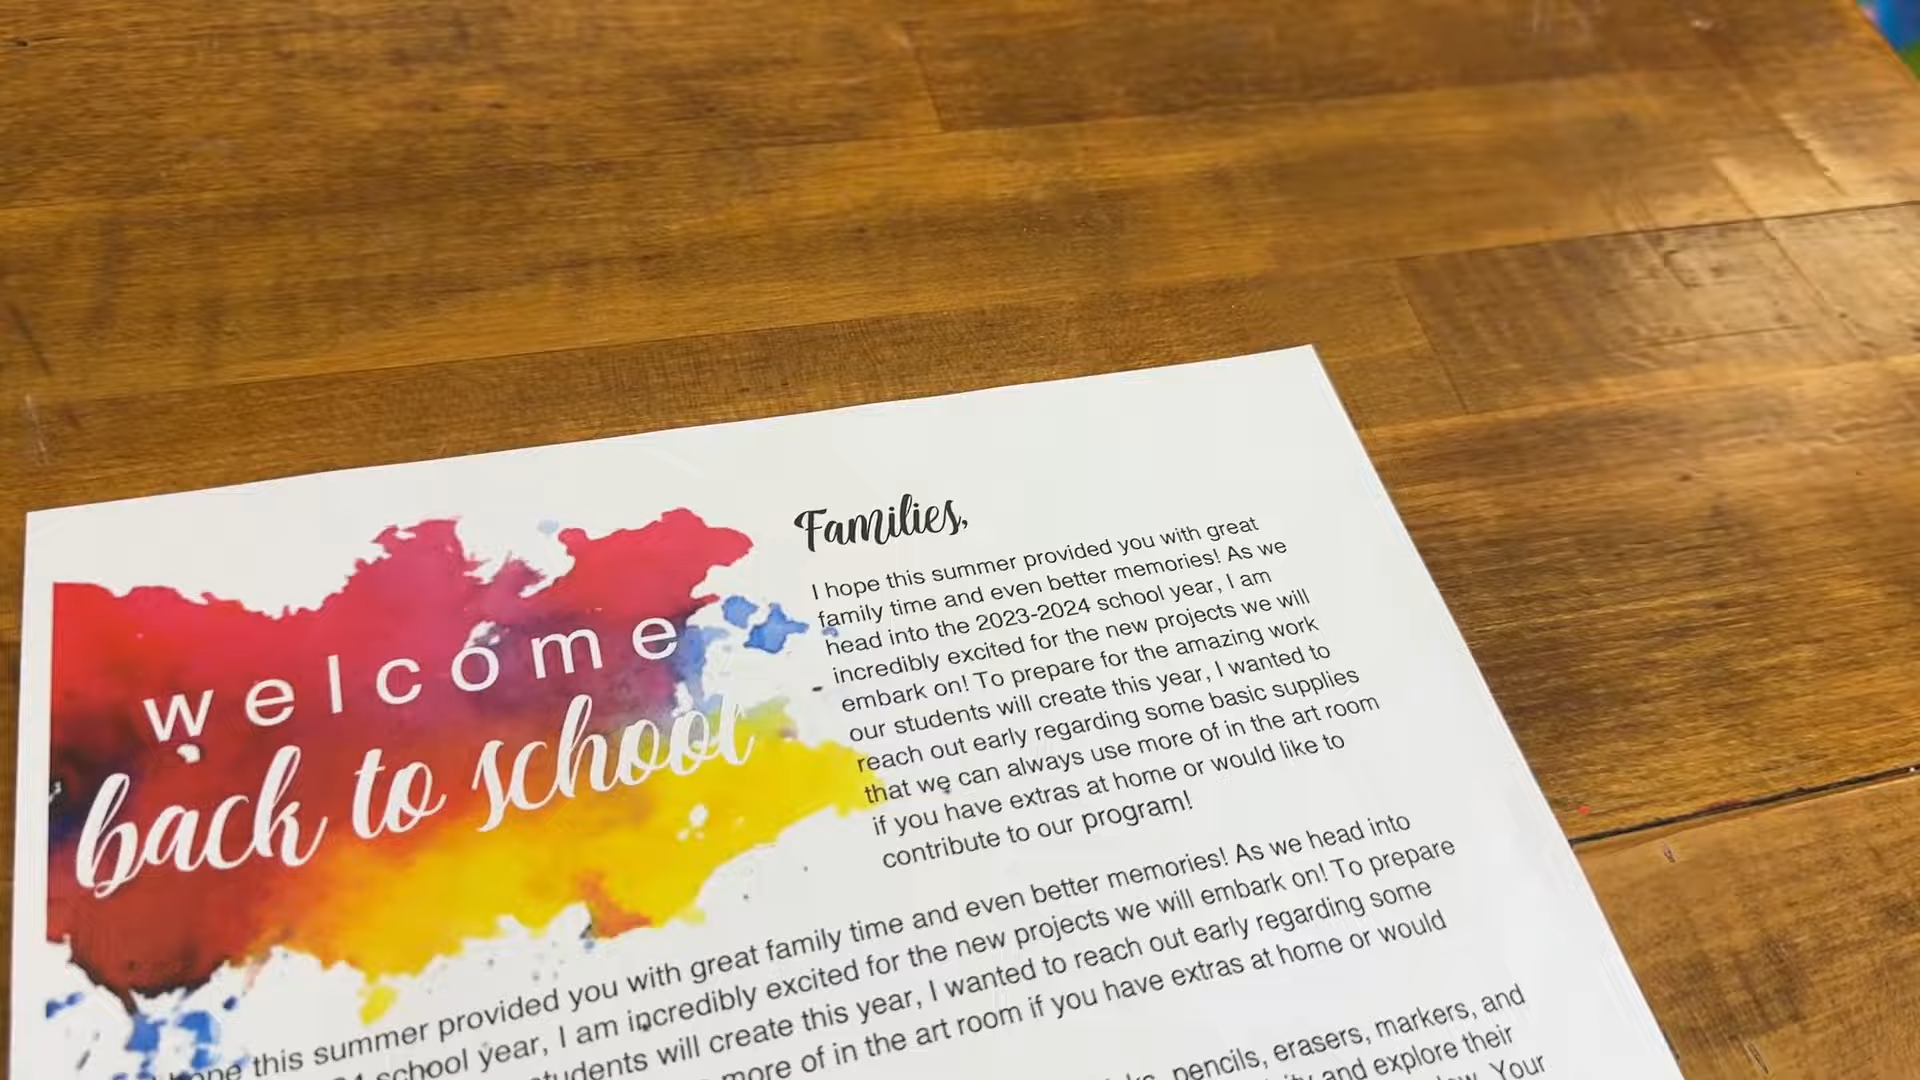 welcome
back to school
Families,
I hope this summer provided you with great
family time and even better memories! As we
head into the 2023-2024 school year, I am
incredibly excited for the new projects we will
embark on! To prepare for the amazing work
our students will create this year, I wanted to
reach out early regarding some basic supplies
that we can always use more of in the art room
if you have extras at home or would like to
contribute to our program!
this summer provided you with great family time and even better memories! As we head into
school year, I am incredibly excited for the new projects we will embark on! To prepare
students will create this year, I wanted to reach out early regarding some
more of in the art room if you have extras at home or would
pencils, erasers, markers, and
and explore their
Your